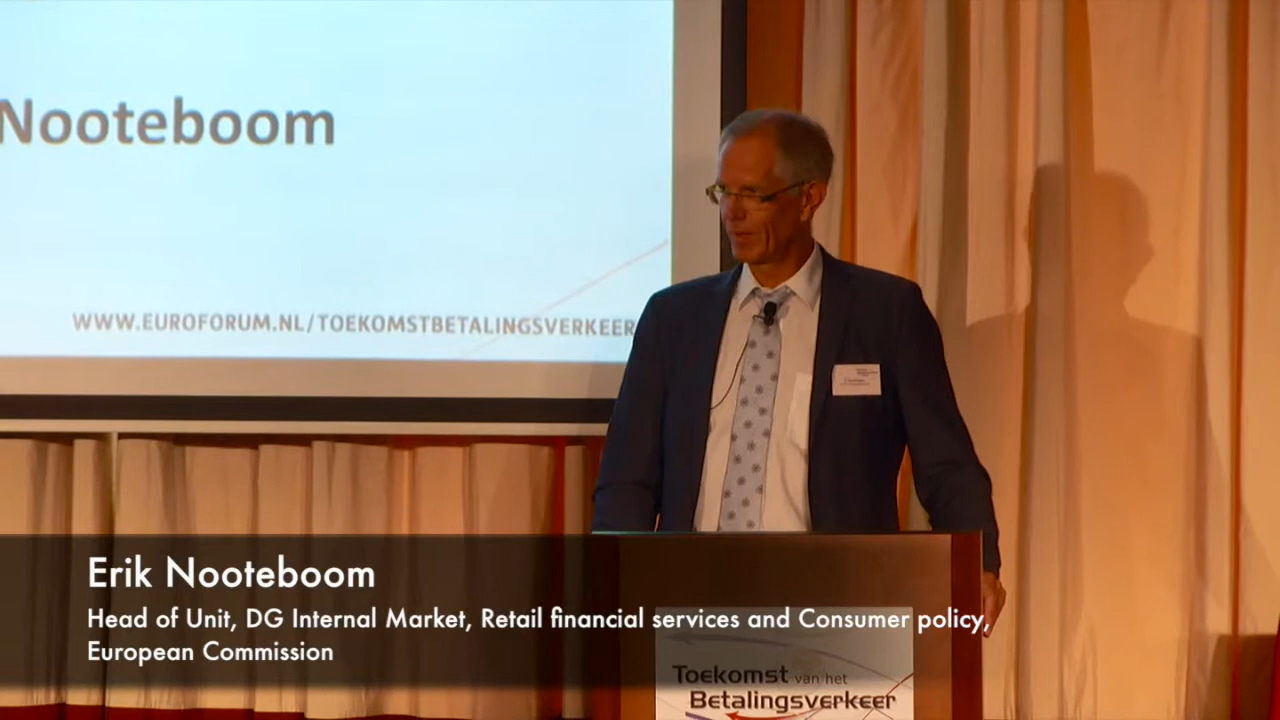 Nooteboom
WWW.EUROFORUM.NL/TOEKOMSTBETALINGSVERKEER
Erik Nooteboom
Head of Unit, DG Internal Market, Retail financial services and Consumer policy,
European Commission
Toekomst van het
Betalingsverkeer